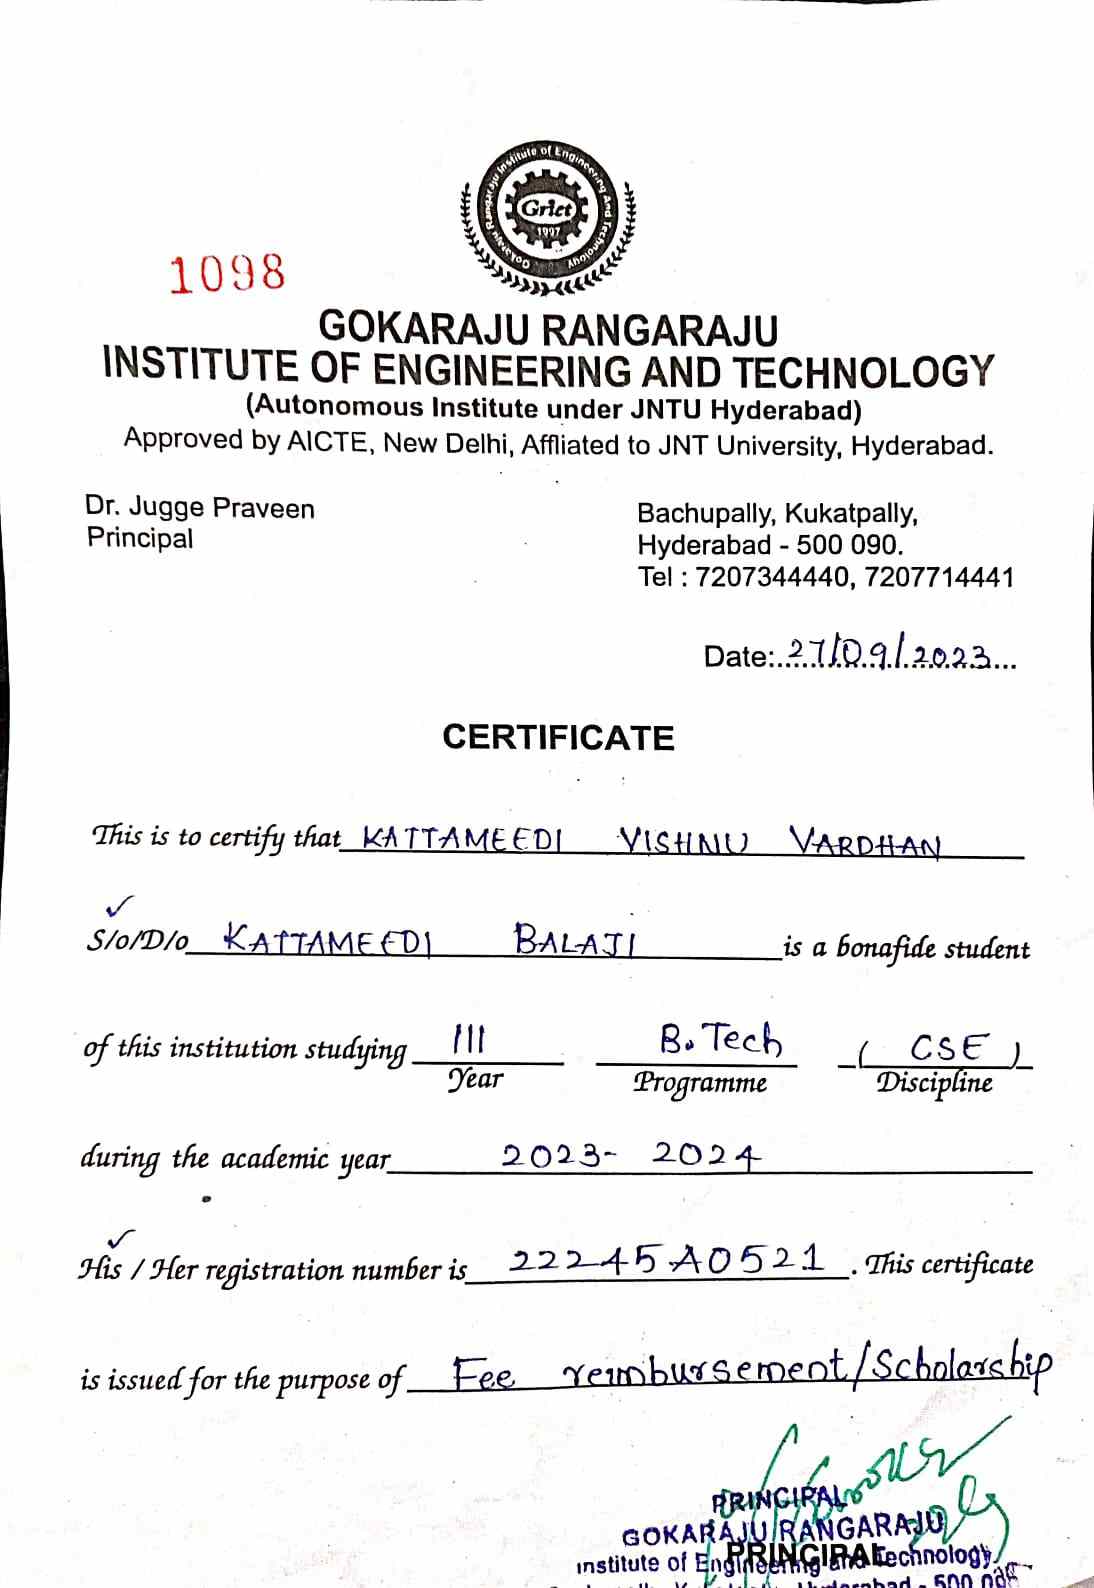 Gokaraju Rangaraju Institute of Engineering And Technology
Griet
1997
1098
GOKARAJU RANGARAJU
INSTITUTE OF ENGINEERING AND TECHNOLOGY
(Autonomous Institute under JNTU Hyderabad)
Approved by AICTE, New Delhi, Affliated to JNT University, Hyderabad.
Dr. Jugge Praveen
Principal
Bachupally, Kukatpally,
Hyderabad - 500 090.
Tel : 7207344440, 7207714441
Date: 27/09/2023
CERTIFICATE
This is to certify that KATTAMEEDI VISHNU VARDHAN
S/o/D/o KATTAMEEDI BALAJI is a bonafide student
of this institution studying III B.Tech (CSE)
Year Programme Discipline
during the academic year 2023- 2024
His / Her registration number is 22245A0521. This certificate
is issued for the purpose of Fee reimbursement/Scholarship
PRINCIPAL
GOKARAJU RANGARAJU
PRINCIPAL
Institute of Engineering and Technology